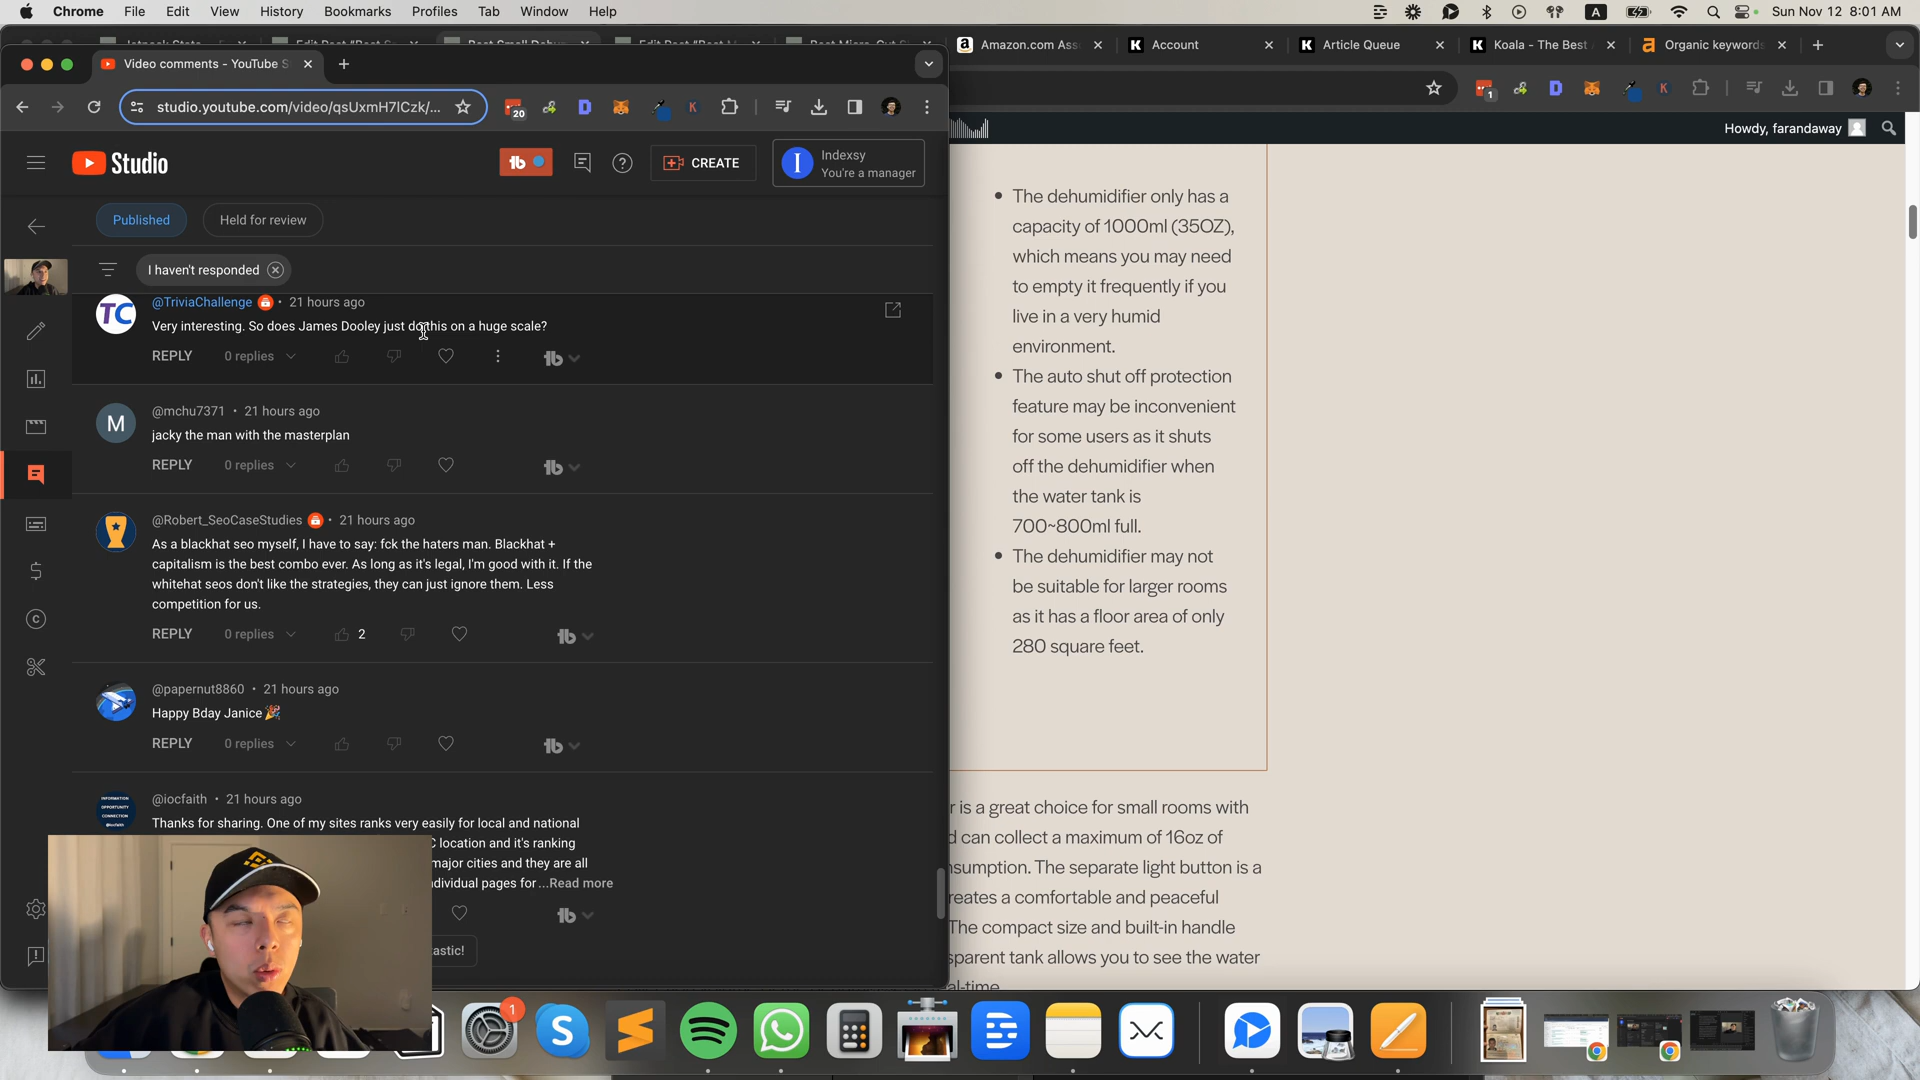 Chrome File Edit View History Bookmarks Profiles Tab Window Help
A Sun Nov 12 8:01 AM
Video comments - YouTube S
Amazon.com Ass
Account
Article Queue
Koala - The Best
Organic keywords
studio.youtube.com/video/qsUxmH7lCzk/...
20
K
1
K
Howdy, farandaway
Studio
CREATE
I
Indexsy
You're a manager
Published
Held for review
I haven't responded
TC
@TriviaChallenge • 21 hours ago
Very interesting. So does James Dooley just do this on a huge scale?
REPLY 0 replies
M
@mchu7371 • 21 hours ago
jacky the man with the masterplan
REPLY 0 replies
@Robert_SeoCaseStudies • 21 hours ago
As a blackhat seo myself, I have to say: fck the haters man. Blackhat +
capitalism is the best combo ever. As long as it's legal, I'm good with it. If the
whitehat seos don't like the strategies, they can just ignore them. Less
competition for us.
REPLY 0 replies 2
@papernut8860 • 21 hours ago
Happy Bday Janice 🎉
REPLY 0 replies
INFORMATION
OPPORTUNITY
CONNECTION
@iocfaith • 21 hours ago
Thanks for sharing. One of my sites ranks very easily for local and national
C location and it's ranking
major cities and they are all
dividual pages for ...Read more
astic!
• The dehumidifier only has a
capacity of 1000ml (35OZ),
which means you may need
to empty it frequently if you
live in a very humid
environment.
• The auto shut off protection
feature may be inconvenient
for some users as it shuts
off the dehumidifier when
the water tank is
700~800ml full.
• The dehumidifier may not
be suitable for larger rooms
as it has a floor area of only
280 square feet.
r is a great choice for small rooms with
d can collect a maximum of 16oz of
nsumption. The separate light button is a
reates a comfortable and peaceful
The compact size and built-in handle
sparent tank allows you to see the water
al-time
1